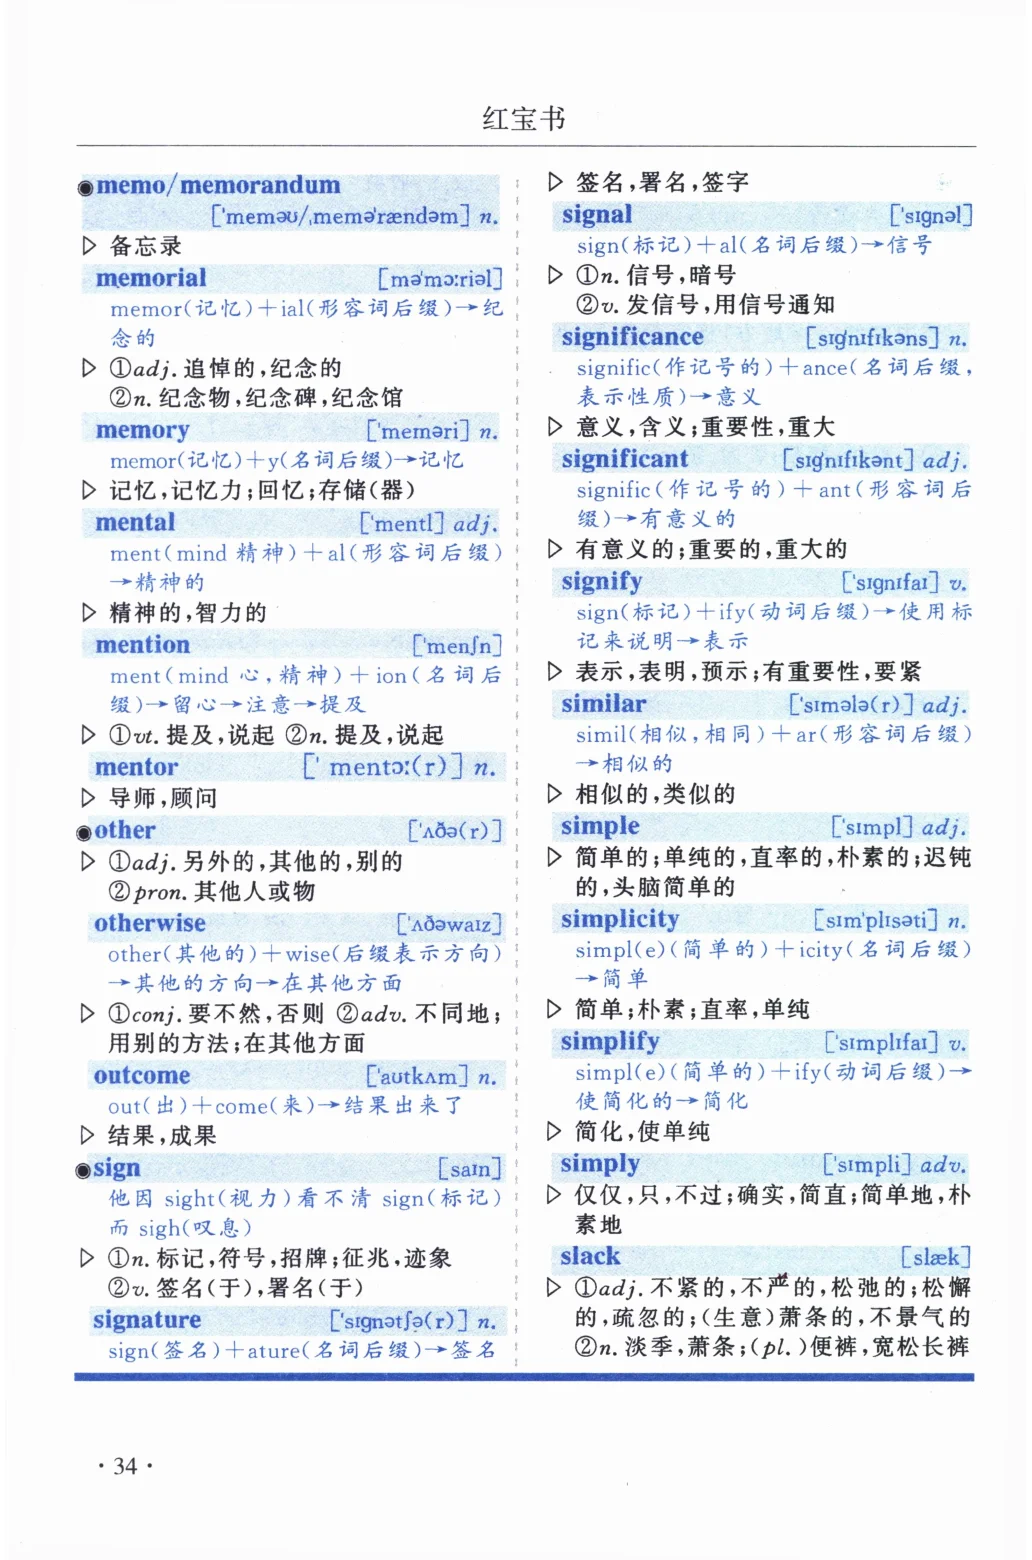 红宝书
◉memo/memorandum
['meməʊ/ˌmemə'rændəm] n.
▷ 备忘录
memorial [mə'mɔ:riəl]
memor(记忆)+ial(形容词后缀)→纪
念的
▷ ①adj.追悼的,纪念的
②n.纪念物,纪念碑,纪念馆
memory ['meməri] n.
memor(记忆)+y(名词后缀)→记忆
▷ 记忆,记忆力;回忆;存储(器)
mental ['mentl] adj.
ment(mind 精神)+al(形容词后缀)
→精神的
▷ 精神的,智力的
mention ['menʃn]
ment(mind 心,精神)+ion(名词后
缀)→留心→注意→提及
▷ ①vt.提及,说起 ②n.提及,说起
mentor [' mentɔ:(r)] n.
▷ 导师,顾问
◉other ['ʌðə(r)]
▷ ①adj.另外的,其他的,别的
②pron.其他人或物
otherwise ['ʌðəwaɪz]
other(其他的)+wise(后缀表示方向)
→其他的方向→在其他方面
▷ ①conj.要不然,否则 ②adv.不同地;
用别的方法;在其他方面
outcome ['aʊtkʌm] n.
out(出)+come(来)→结果出来了
▷ 结果,成果
◉sign [saɪn]
他因 sight(视力)看不清 sign(标记)
而 sigh(叹息)
▷ ①n.标记,符号,招牌;征兆,迹象
②v.签名(于),署名(于)
signature ['sɪgnətʃə(r)] n.
sign(签名)+ature(名词后缀)→签名
▷ 签名,署名,签字
signal ['sɪgnəl]
sign(标记)+al(名词后缀)→信号
▷ ①n.信号,暗号
②v.发信号,用信号通知
significance [sɪg'nɪfɪkəns] n.
signific(作记号的)+ance(名词后缀,
表示性质)→意义
▷ 意义,含义;重要性,重大
significant [sɪg'nɪfɪkənt] adj.
signific(作记号的)+ant(形容词后
缀)→有意义的
▷ 有意义的;重要的,重大的
signify ['sɪgnɪfaɪ] v.
sign(标记)+ify(动词后缀)→使用标
记来说明→表示
▷ 表示,表明,预示;有重要性,要紧
similar ['sɪmələ(r)] adj.
simil(相似,相同)+ar(形容词后缀)
→相似的
▷ 相似的,类似的
simple ['sɪmpl] adj.
▷ 简单的;单纯的,直率的,朴素的;迟钝
的,头脑简单的
simplicity [sɪm'plɪsəti] n.
simpl(e)(简单的)+icity(名词后缀)
→简单
▷ 简单;朴素;直率,单纯
simplify ['sɪmplɪfaɪ] v.
simpl(e)(简单的)+ify(动词后缀)→
使简化的→简化
▷ 简化,使单纯
simply ['sɪmpli] adv.
▷ 仅仅,只,不过;确实,简直;简单地,朴
素地
slack [slæk]
▷ ①adj.不紧的,不严的,松弛的;松懈
的,疏忽的;(生意)萧条的,不景气的
②n.淡季,萧条;(pl.)便裤,宽松长裤
·34·